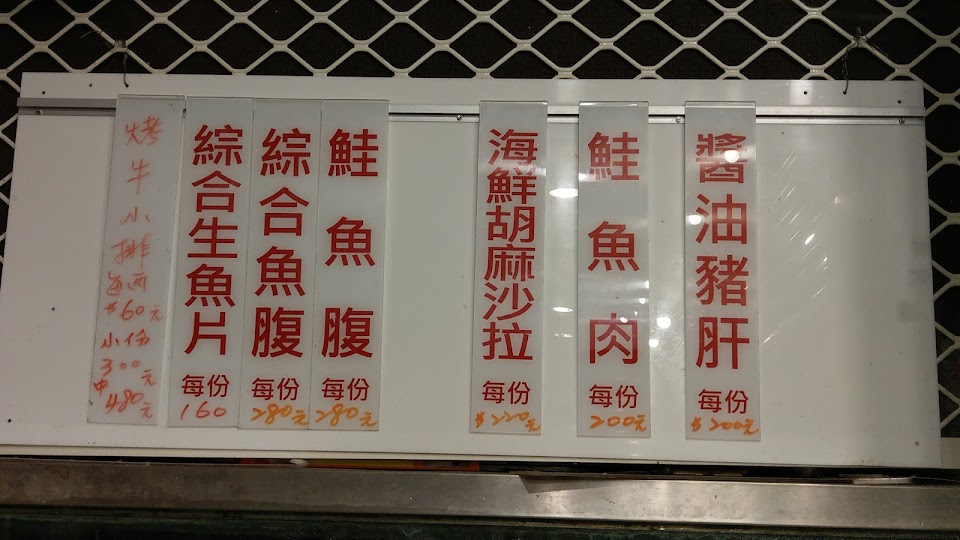 醬油豬肝
每份
$200元
鮭魚肉
每份
200元
海鮮胡麻沙拉
每份
$220元
鮭魚腹
每份
280元
綜合魚腹
每份
280元
綜合生魚片
每份
160
烤牛小排
每両
$60元
小份
300元
中
480元